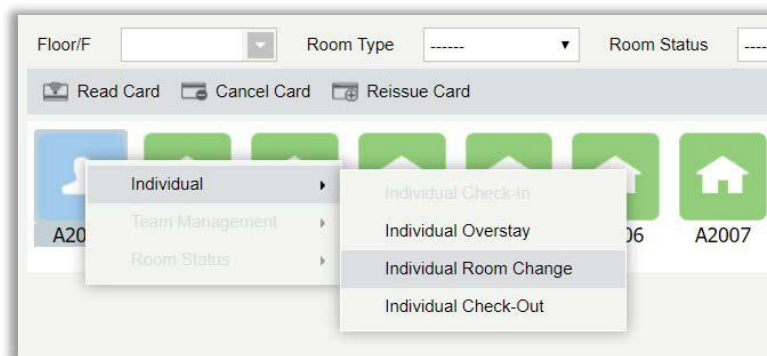 Floor/F Room Type ------ Room Status ----
Read Card Cancel Card Reissue Card
Individual
Individual Check-In
Team Management
Individual Overstay
A20 06 A2007
Room Status
Individual Room Change
Individual Check-Out